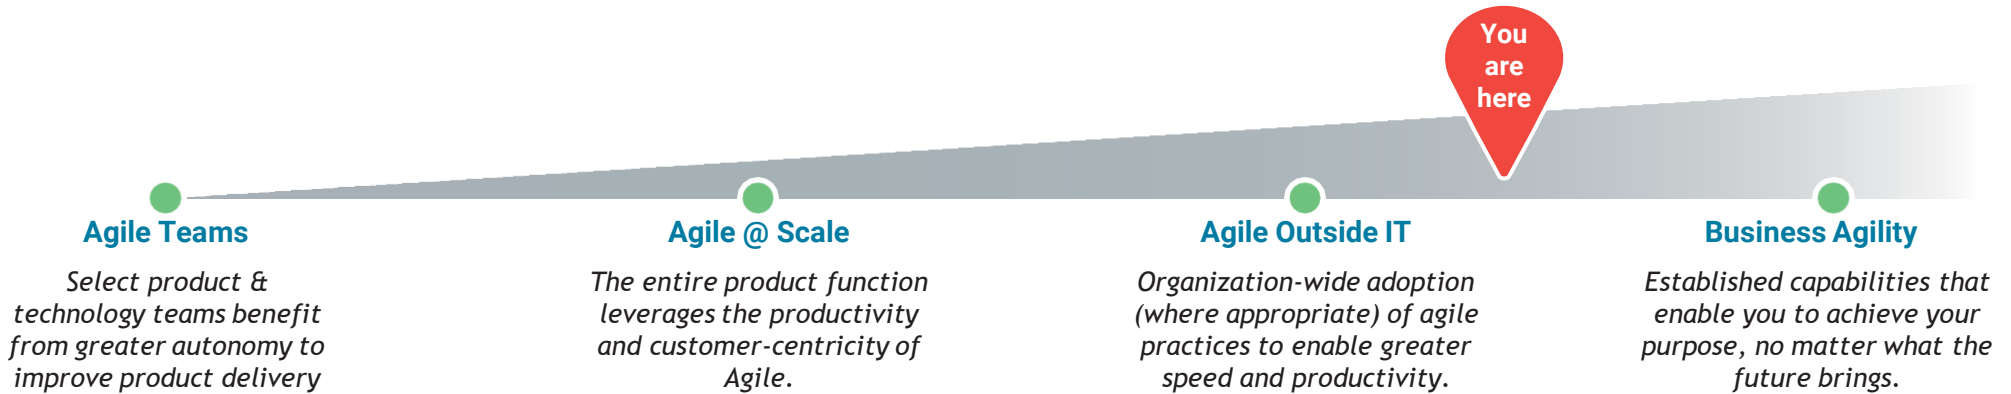 You
are
here
Agile Teams
Select product &
technology teams benefit
from greater autonomy to
improve product delivery
Agile @ Scale
The entire product function
leverages the productivity
and customer-centricity of
Agile.
Agile Outside IT
Organization-wide adoption
(where appropriate) of agile
practices to enable greater
speed and productivity.
Business Agility
Established capabilities that
enable you to achieve your
purpose, no matter what the
future brings.